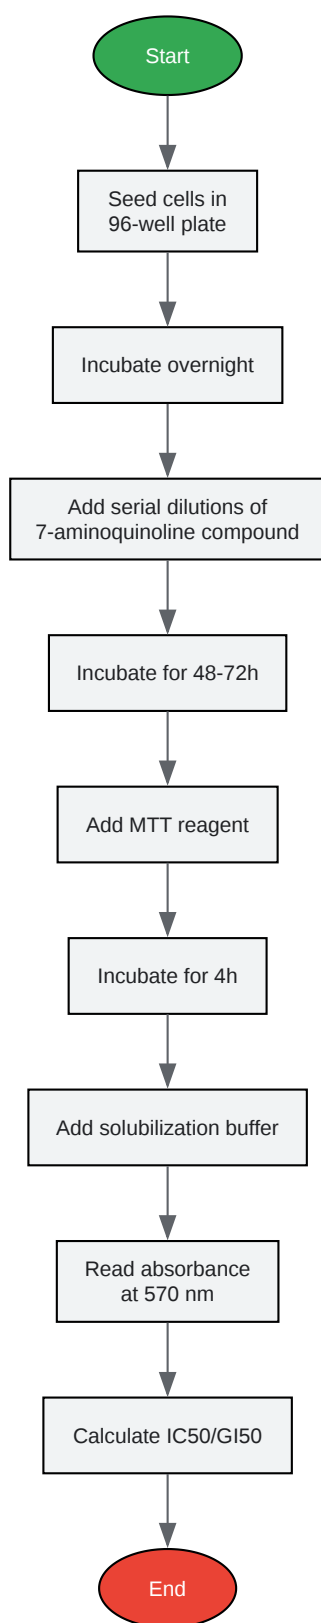 Start
Seed cells in
96-well plate
Incubate overnight
Add serial dilutions of
7-aminoquinoline compound
Incubate for 48-72h
Add MTT reagent
Incubate for 4h
Add solubilization buffer
Read absorbance
at 570 nm
Calculate IC50/GI50
End